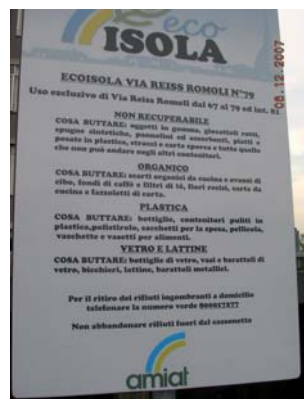 eco
ISOLA
ECOISOLA VIA REISS ROMOLI N°79
Uso esclusivo di Via Reiss Romoli dal 67 al 79 ed int. 81
NON RECUPERABILE
COSA BUTTARE: oggetti in gomma, giocattoli rotti,
spugne sintetiche, pannolini ed assorbenti, piatti e
posate in plastica, stracci e carta sporca e tutto quello
che non può andare negli altri contenitori.
ORGANICO
COSA BUTTARE: scarti organici da cucina e avanzi di
cibo, fondi di caffè e filtri di tè, fiori recisi, carta da
cucina e fazzoletti di carta.
PLASTICA
COSA BUTTARE: bottiglie, contenitori puliti in
plastica,polistirolo, sacchetti per la spesa, pellicola,
vaschette e vasetti per alimenti.
VETRO E LATTINE
COSA BUTTARE: bottiglie di vetro, vasi e barattoli di
vetro, bicchieri, lattine, barattoli metallici.
Per il ritiro dei rifiuti ingombranti a domicilio
telefonare la numero verde 800017277
Non abbandonare rifiuti fuori dal cassonetto
amiat
06.12.2007